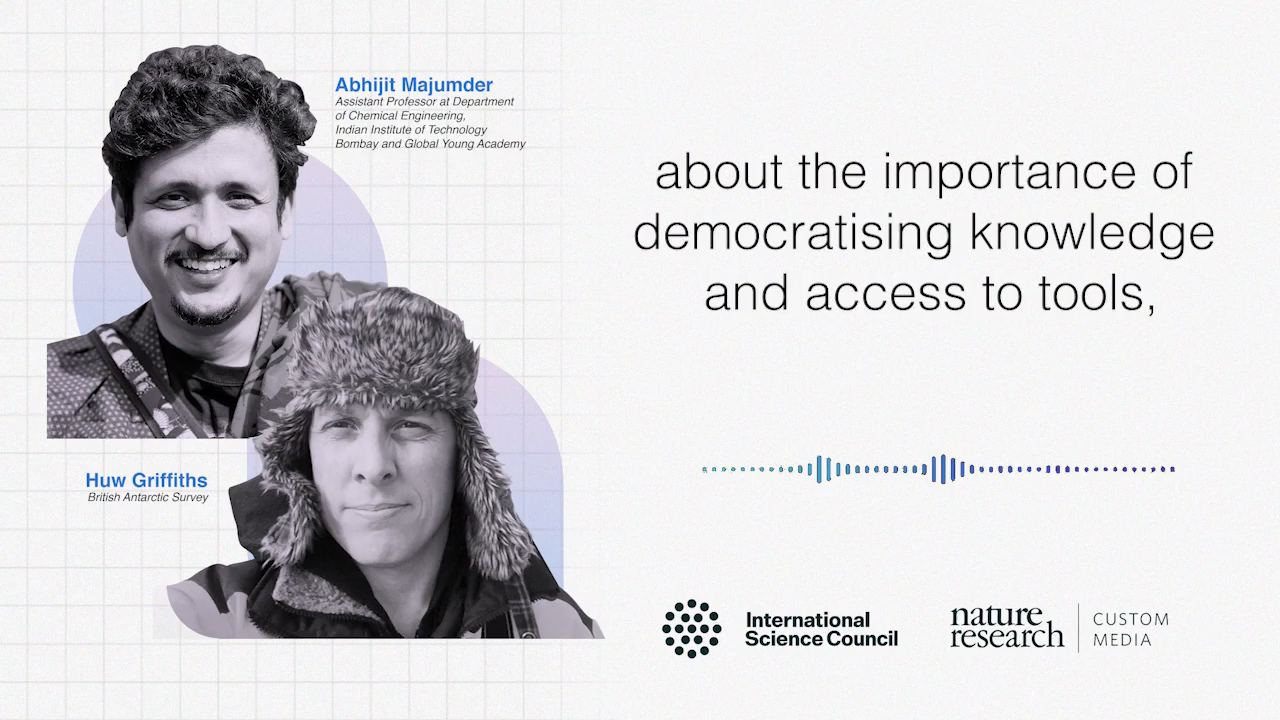 Abhijit Majumder
Assistant Professor at Department
of Chemical Engineering,
Indian Institute of Technology
Bombay and Global Young Academy
about the importance of
democratising knowledge
and access to tools,
Huw Griffiths
British Antarctic Survey
International
Science Council
nature
research
CUSTOM
MEDIA